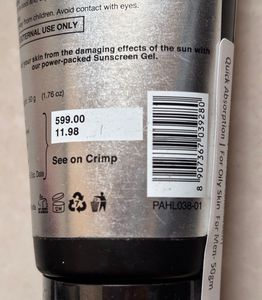 from children. Avoid contact with eyes.
TERNAL USE ONLY
your skin from the damaging effects of the sun with
our power-packed Sunscreen Gel.
50 g (1.76 oz)
599.00
11.98
See on Crimp
8 907367 039280
PAHL038-01
Quick Absorption | For Oily Skin For Men- 50gm